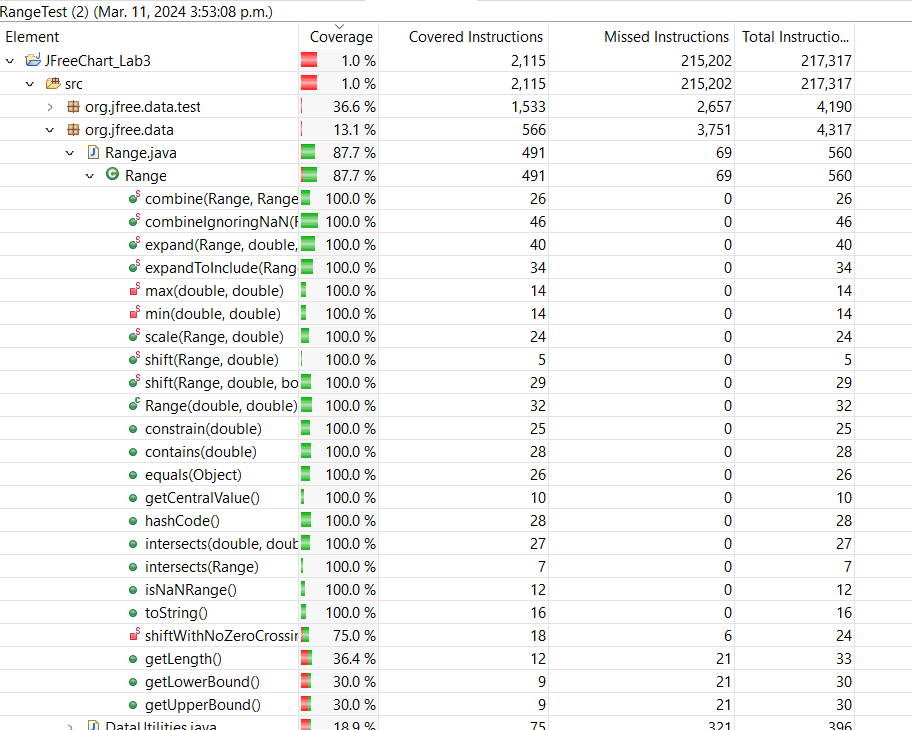 RangeTest (2) (Mar. 11, 2024 3:53:08 p.m.)
Element Coverage Covered Instructions Missed Instructions Total Instructio...
JFreeChart_Lab3 1.0 % 2,115 215,202 217,317
src 1.0 % 2,115 215,202 217,317
org.jfree.data.test 36.6 % 1,533 2,657 4,190
org.jfree.data 13.1 % 566 3,751 4,317
Range.java 87.7 % 491 69 560
Range 87.7 % 491 69 560
combine(Range, Range 100.0 % 26 0 26
combineIgnoringNaN(R 100.0 % 46 0 46
expand(Range, double, 100.0 % 40 0 40
expandToInclude(Rang 100.0 % 34 0 34
max(double, double) 100.0 % 14 0 14
min(double, double) 100.0 % 14 0 14
scale(Range, double) 100.0 % 24 0 24
shift(Range, double) 100.0 % 5 0 5
shift(Range, double, bo 100.0 % 29 0 29
Range(double, double) 100.0 % 32 0 32
constrain(double) 100.0 % 25 0 25
contains(double) 100.0 % 28 0 28
equals(Object) 100.0 % 26 0 26
getCentralValue() 100.0 % 10 0 10
hashCode() 100.0 % 28 0 28
intersects(double, doub 100.0 % 27 0 27
intersects(Range) 100.0 % 7 0 7
isNaNRange() 100.0 % 12 0 12
toString() 100.0 % 16 0 16
shiftWithNoZeroCrossin 75.0 % 18 6 24
getLength() 36.4 % 12 21 33
getLowerBound() 30.0 % 9 21 30
getUpperBound() 30.0 % 9 21 30
DataUtilities.java 18.9 % 75 321 396